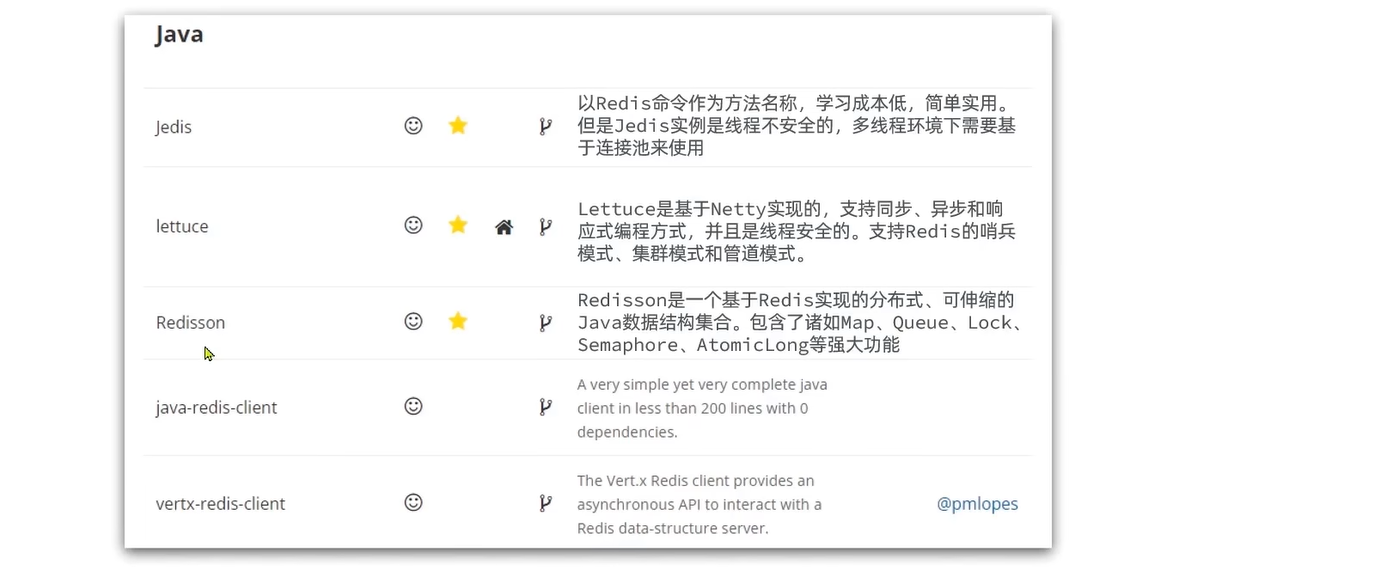 Java
Jedis
以Redis命令作为方法名称，学习成本低，简单实用。
但是Jedis实例是线程不安全的，多线程环境下需要基
于连接池来使用
lettuce
Lettuce是基于Netty实现的，支持同步、异步和响
应式编程方式，并且是线程安全的。支持Redis的哨兵
模式、集群模式和管道模式。
Redisson
Redisson是一个基于Redis实现的分布式、可伸缩的
Java数据结构集合。包含了诸如Map、Queue、Lock、
Semaphore、AtomicLong等强大功能
java-redis-client
A very simple yet very complete java
client in less than 200 lines with 0
dependencies.
vertx-redis-client
The Vert.x Redis client provides an
asynchronous API to interact with a
Redis data-structure server.
@pmlopes